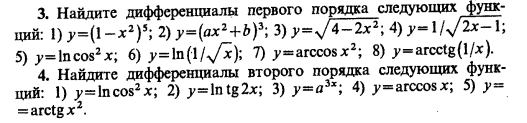 3. Найдите дифференциалы первого порядка следующих функ-
ций: 1) y=(1−x²)⁵; 2) y=(ax²+b)³; 3) y=√(4−2x²); 4) y=1/√(2x−1);
5) y=ln cos² x; 6) y=ln(1/√x); 7) y=arccos x²; 8) y=arcctg(1/x).
4. Найдите дифференциалы второго порядка следующих функ-
ций: 1) y=ln cos² x; 2) y=ln tg 2x; 3) y=a³ˣ; 4) y=arccos x; 5) y=
=arctg x².